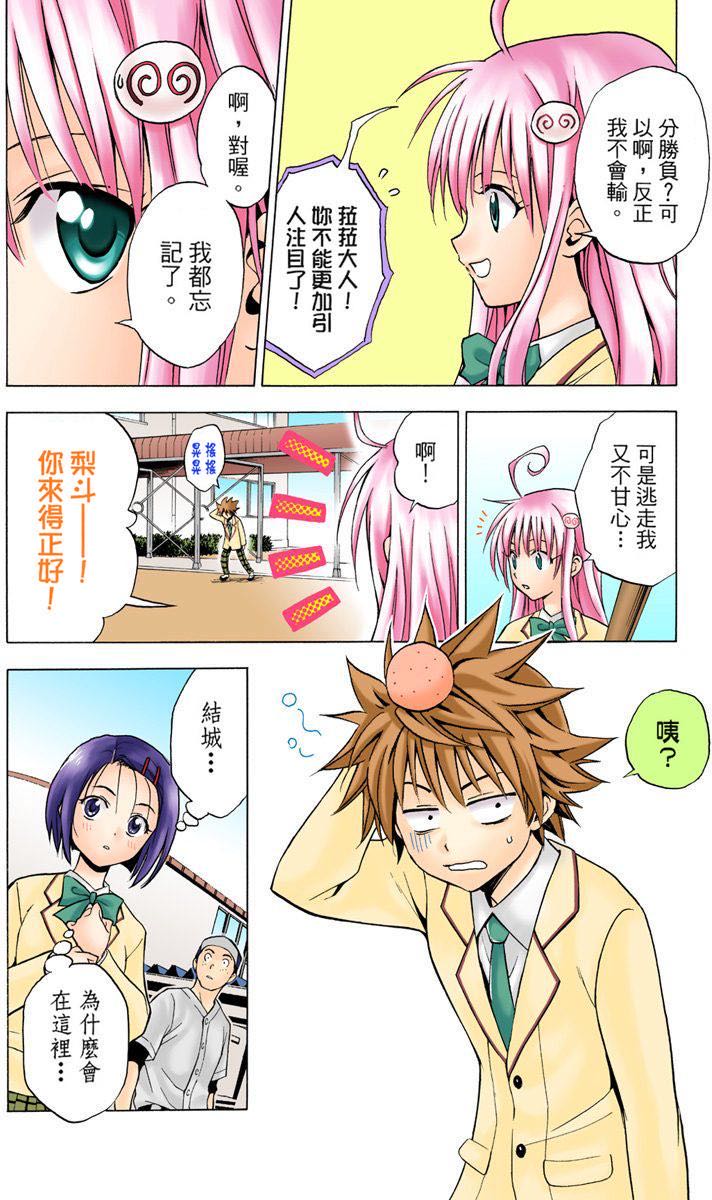 分勝負？可
以啊，反正
我不會輸。
菈菈大人！
妳不能更加引
人注目了！
啊，對喔。
我都忘
記了。
可是逃走我
又不甘心…
啊！
搖搖
晃晃
梨斗——！
你來得正好！
咦？
結城…
為什麼會
在這裡…